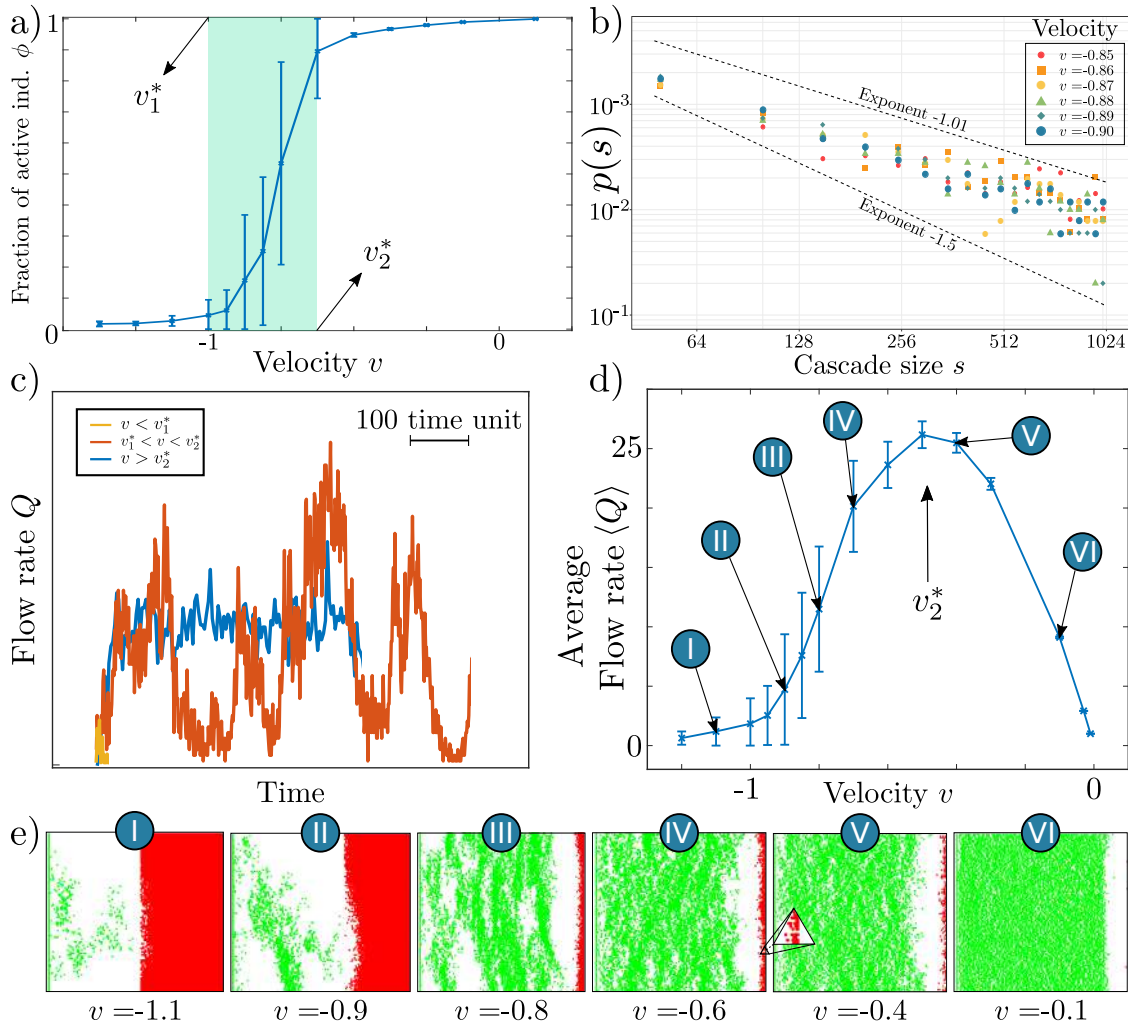 a)
Fraction of active ind. ϕ
1
0
v₁*
v₂*
-1
0
Velocity v
b)
p(s)
10⁻³
10⁻²
10⁻¹
Exponent -1.01
Exponent -1.5
Velocity
v =-0.85
v =-0.86
v =-0.87
v =-0.88
v =-0.89
v =-0.90
64
128
256
512
1024
Cascade size s
c)
Flow rate Q
v < v₁*
v₁* < v < v₂*
v > v₂*
100 time unit
Time
d)
Average
Flow rate ⟨Q⟩
25
0
I
II
III
IV
V
VI
v₂*
-1
0
Velocity v
e)
I
II
III
IV
V
VI
v =-1.1
v =-0.9
v =-0.8
v =-0.6
v =-0.4
v =-0.1